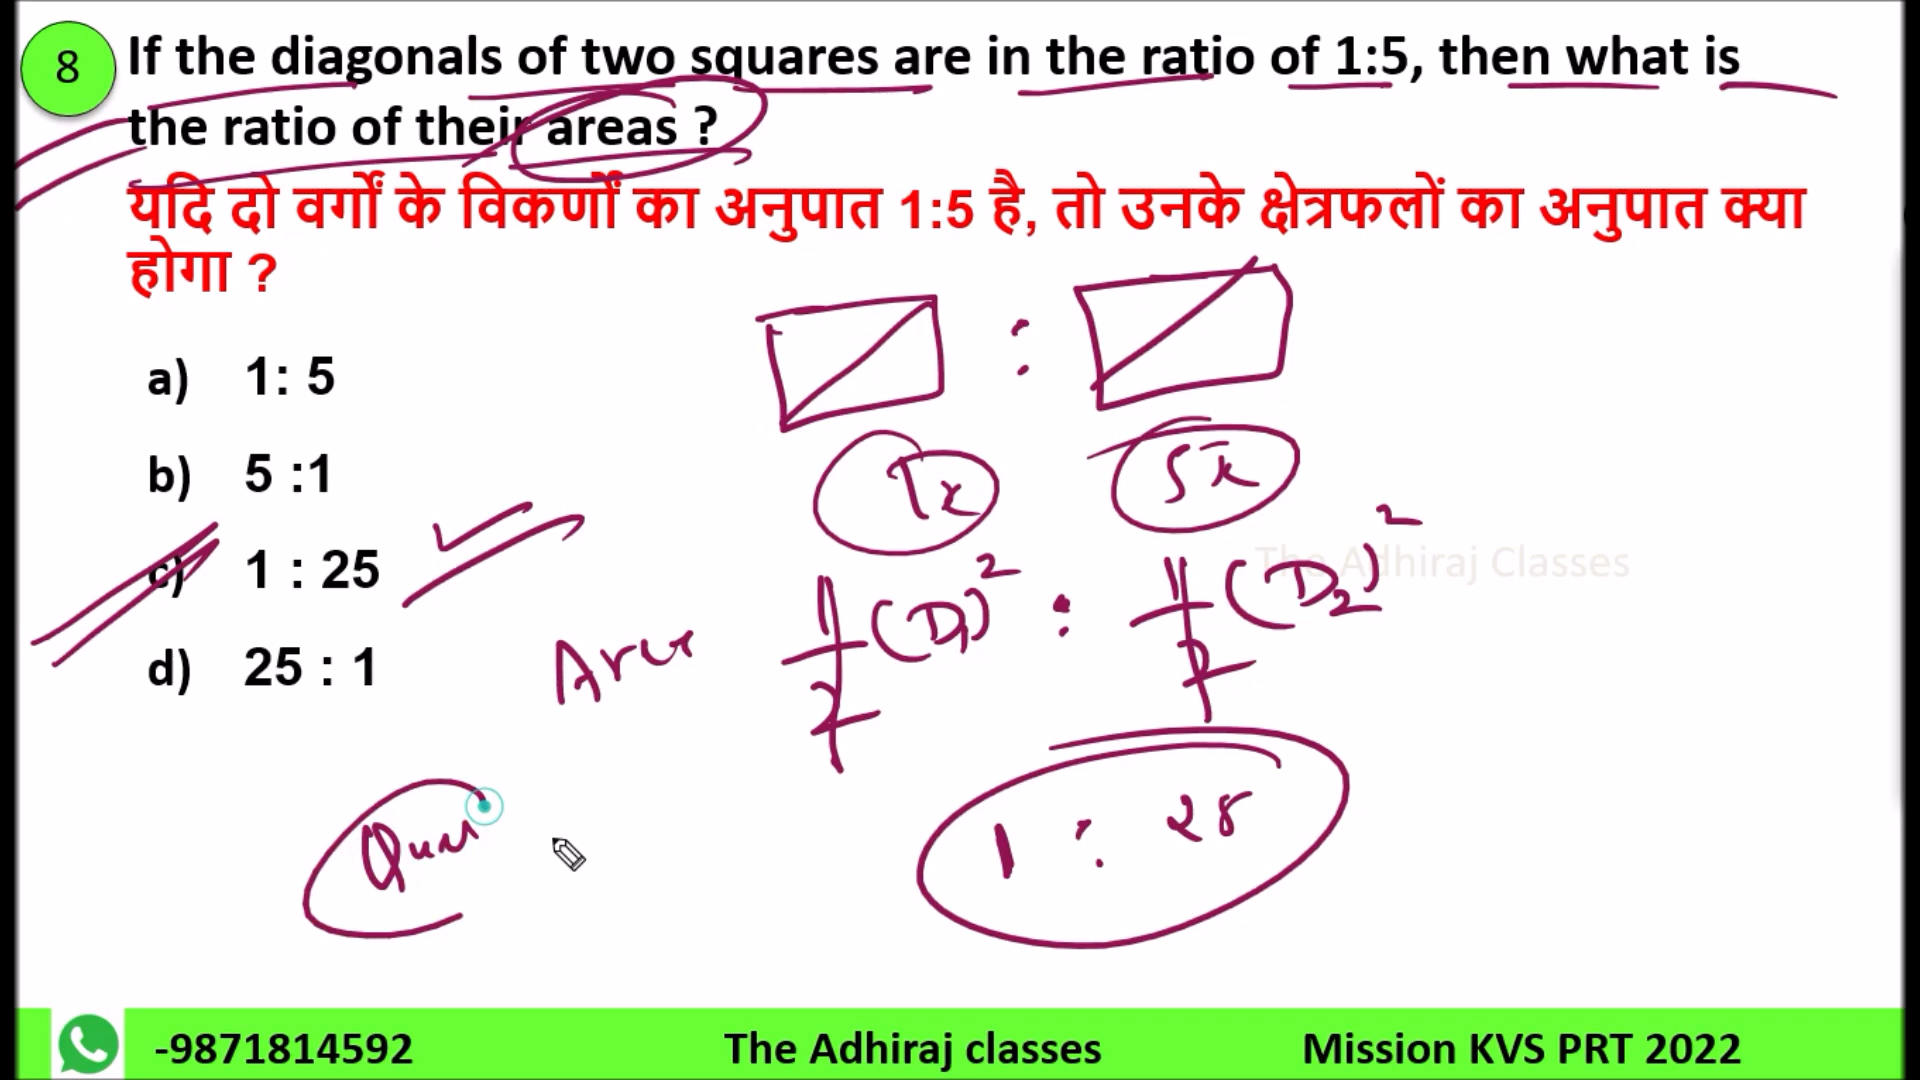 8
If the diagonals of two squares are in the ratio of 1:5, then what is
the ratio of their areas ?
यदि दो वर्गों के विकर्णों का अनुपात 1:5 है, तो उनके क्षेत्रफलों का अनुपात क्या
होगा ?
a) 1: 5
b) 5 :1
c) 1 : 25
d) 25 : 1
:
1x 5x
The Adhiraj Classes
Area 1/2 (D1)² : 1/2 (D2)²
1 : 25
-9871814592 The Adhiraj classes Mission KVS PRT 2022